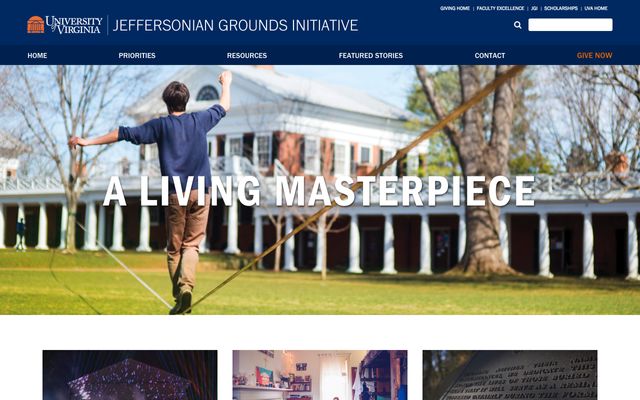 GIVING HOME | FACULTY EXCELLENCE | JGI | SCHOLARSHIPS | UVA HOME
UNIVERSITY of VIRGINIA
JEFFERSONIAN GROUNDS INITIATIVE
HOME PRIORITIES RESOURCES FEATURED STORIES CONTACT GIVE NOW
A LIVING MASTERPIECE